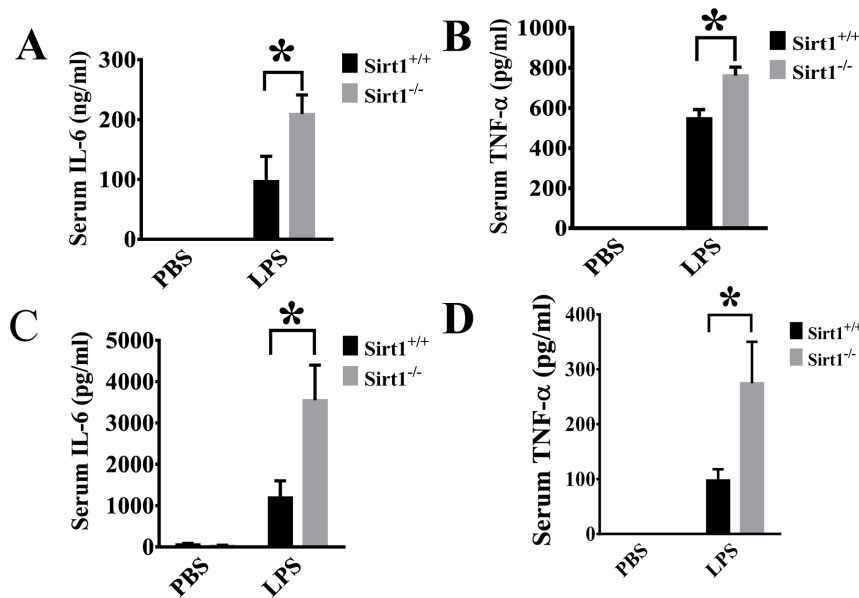 A
Serum IL-6 (ng/ml)
300
200
100
0
*
Sirt1+/+
Sirt1-/-
PBS
LPS
B
Serum TNF-α (pg/ml)
1000
800
600
400
200
0
*
Sirt1+/+
Sirt1-/-
PBS
LPS
C
Serum IL-6 (pg/ml)
5000
4000
3000
2000
1000
0
*
Sirt1+/+
Sirt1-/-
PBS
LPS
D
Serum TNF-α (pg/ml)
400
300
200
100
0
*
Sirt1+/+
Sirt1-/-
PBS
LPS